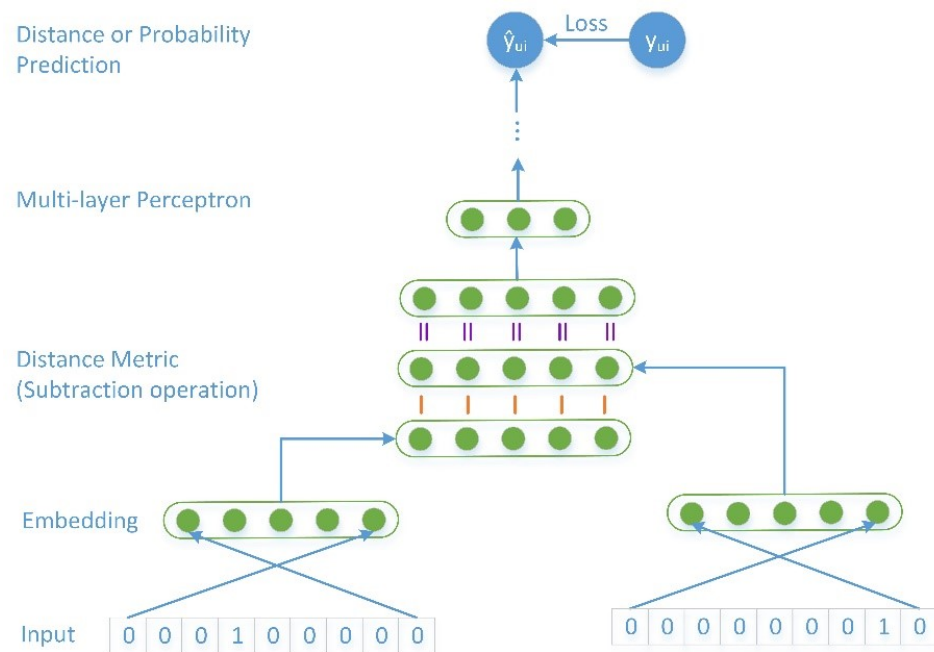 Distance or Probability
Prediction
ŷui
Loss
yui
...
Multi-layer Perceptron
Distance Metric
(Subtraction operation)
Embedding
Input
0 0 0 1 0 0 0 0 0
0 0 0 0 0 0 0 1 0